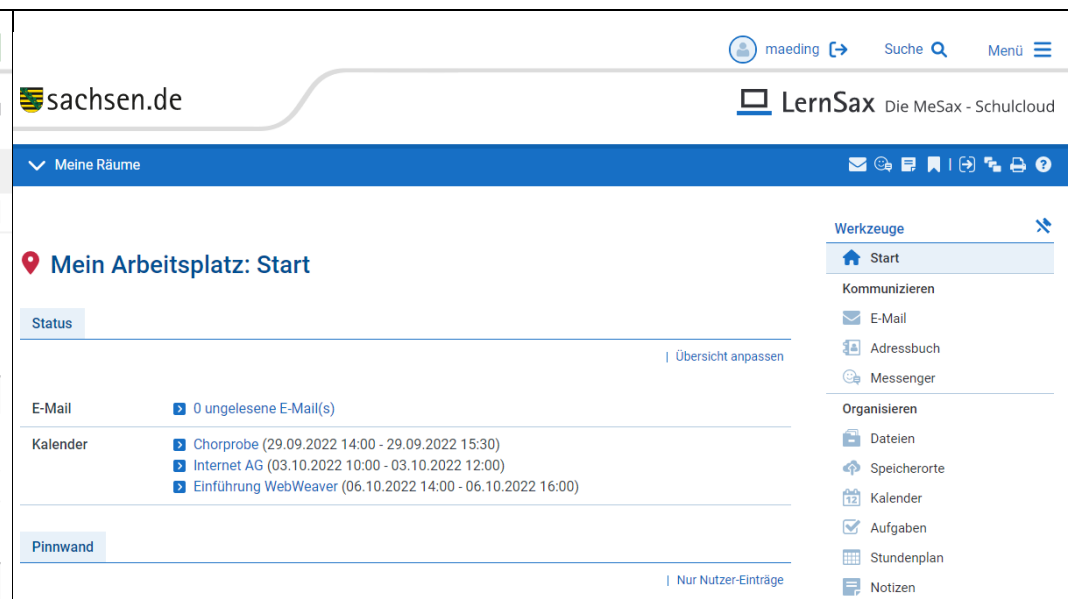 maeding
Suche
Menü
sachsen.de
LernSax Die MeSax - Schulcloud
Meine Räume
Mein Arbeitsplatz: Start
Status
| Übersicht anpassen
E-Mail
0 ungelesene E-Mail(s)
Kalender
Chorprobe (29.09.2022 14:00 - 29.09.2022 15:30)
Internet AG (03.10.2022 10:00 - 03.10.2022 12:00)
Einführung WebWeaver (06.10.2022 14:00 - 06.10.2022 16:00)
Pinnwand
| Nur Nutzer-Einträge
Werkzeuge
Start
Kommunizieren
E-Mail
Adressbuch
Messenger
Organisieren
Dateien
Speicherorte
12
Kalender
Aufgaben
Stundenplan
Notizen